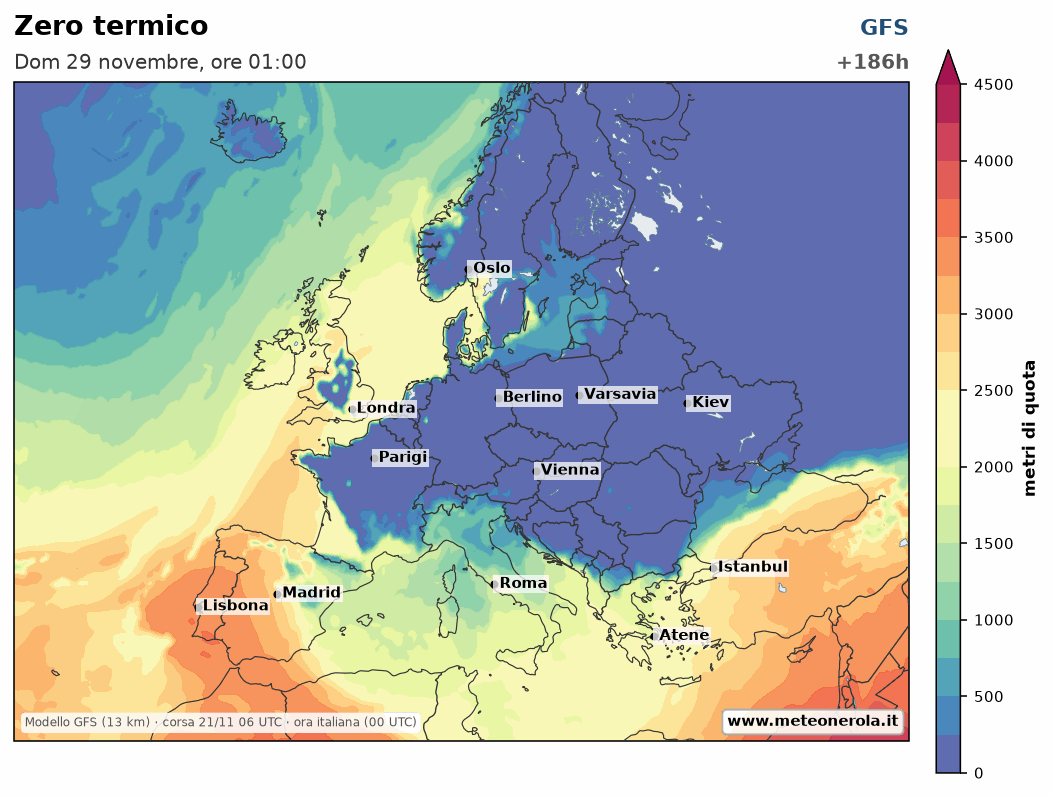 Zero termico
GFS
Dom 29 novembre, ore 01:00
+186h
4500
4000
3500
3000
2500
2000
1500
1000
500
0
metri di quota
Oslo
Londra
Berlino
Varsavia
Kiev
Parigi
Vienna
Istanbul
Roma
Madrid
Lisbona
Atene
Modello GFS (13 km) · corsa 21/11 06 UTC · ora italiana (00 UTC)
www.meteonerola.it